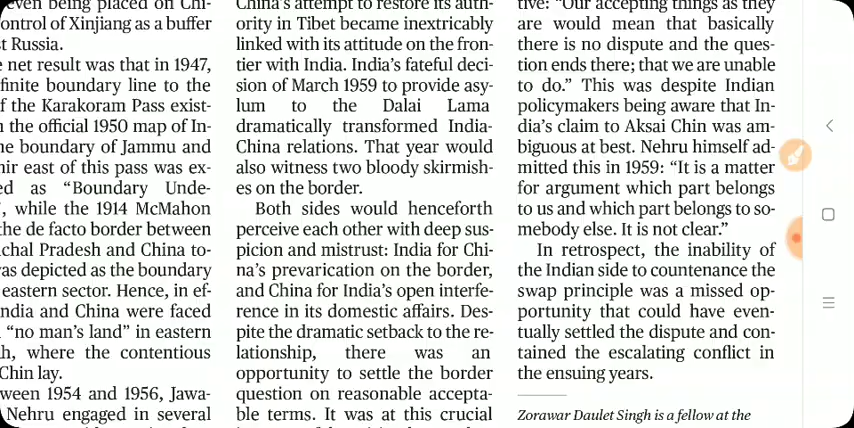 even being placed on Chi-
ontrol of Xinjiang as a buffer
st Russia.
e net result was that in 1947,
finite boundary line to the
f the Karakoram Pass exist-
n the official 1950 map of In-
he boundary of Jammu and
mir east of this pass was ex-
ed as “Boundary Unde-
”, while the 1914 McMahon
the de facto border between
achal Pradesh and China to-
as depicted as the boundary
eastern sector. Hence, in ef-
ndia and China were faced
“no man’s land” in eastern
h, where the contentious
Chin lay.
ween 1954 and 1956, Jawa-
Nehru engaged in several
China’s attempt to restore its auth-
ority in Tibet became inextricably
linked with its attitude on the fron-
tier with India. India’s fateful deci-
sion of March 1959 to provide asy-
lum to the Dalai Lama
dramatically transformed India-
China relations. That year would
also witness two bloody skirmish-
es on the border.
Both sides would henceforth
perceive each other with deep sus-
picion and mistrust: India for Chi-
na’s prevarication on the border,
and China for India’s open interfe-
rence in its domestic affairs. Des-
pite the dramatic setback to the re-
lationship, there was an
opportunity to settle the border
question on reasonable accepta-
ble terms. It was at this crucial
tive: “Our accepting things as they
are would mean that basically
there is no dispute and the ques-
tion ends there; that we are unable
to do.” This was despite Indian
policymakers being aware that In-
dia’s claim to Aksai Chin was am-
biguous at best. Nehru himself ad-
mitted this in 1959: “It is a matter
for argument which part belongs
to us and which part belongs to so-
mebody else. It is not clear.”
In retrospect, the inability of
the Indian side to countenance the
swap principle was a missed op-
portunity that could have even-
tually settled the dispute and con-
tained the escalating conflict in
the ensuing years.
Zorawar Daulet Singh is a fellow at the